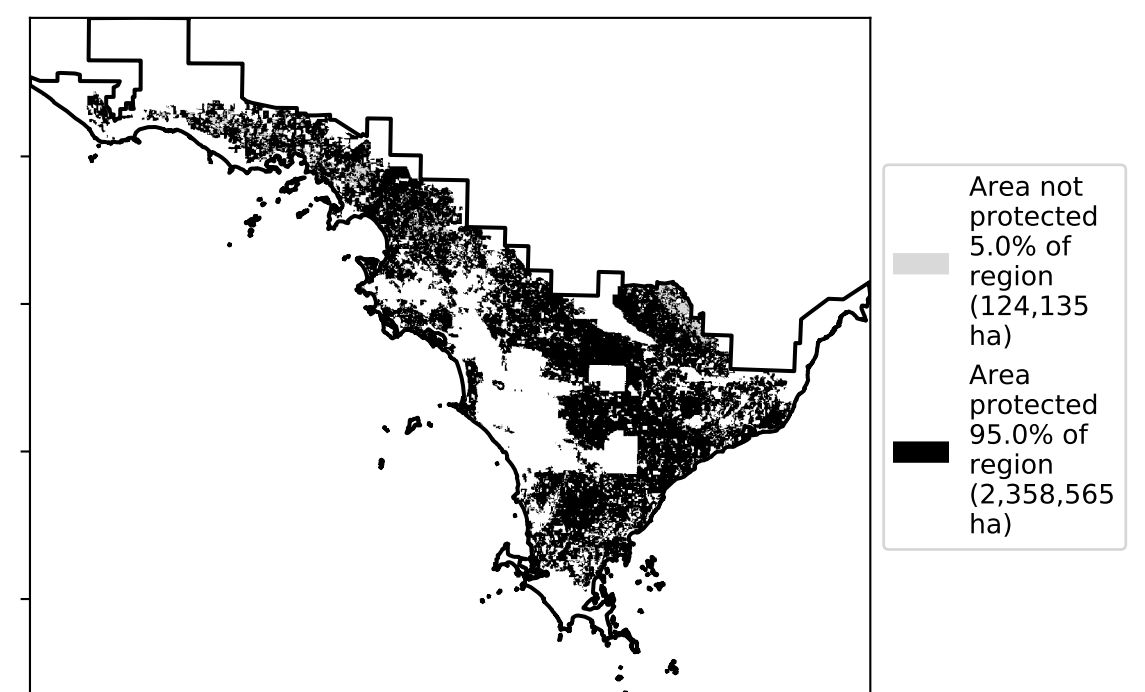 Area not
protected
5.0% of
region
(124,135
ha)
Area
protected
95.0% of
region
(2,358,565
ha)